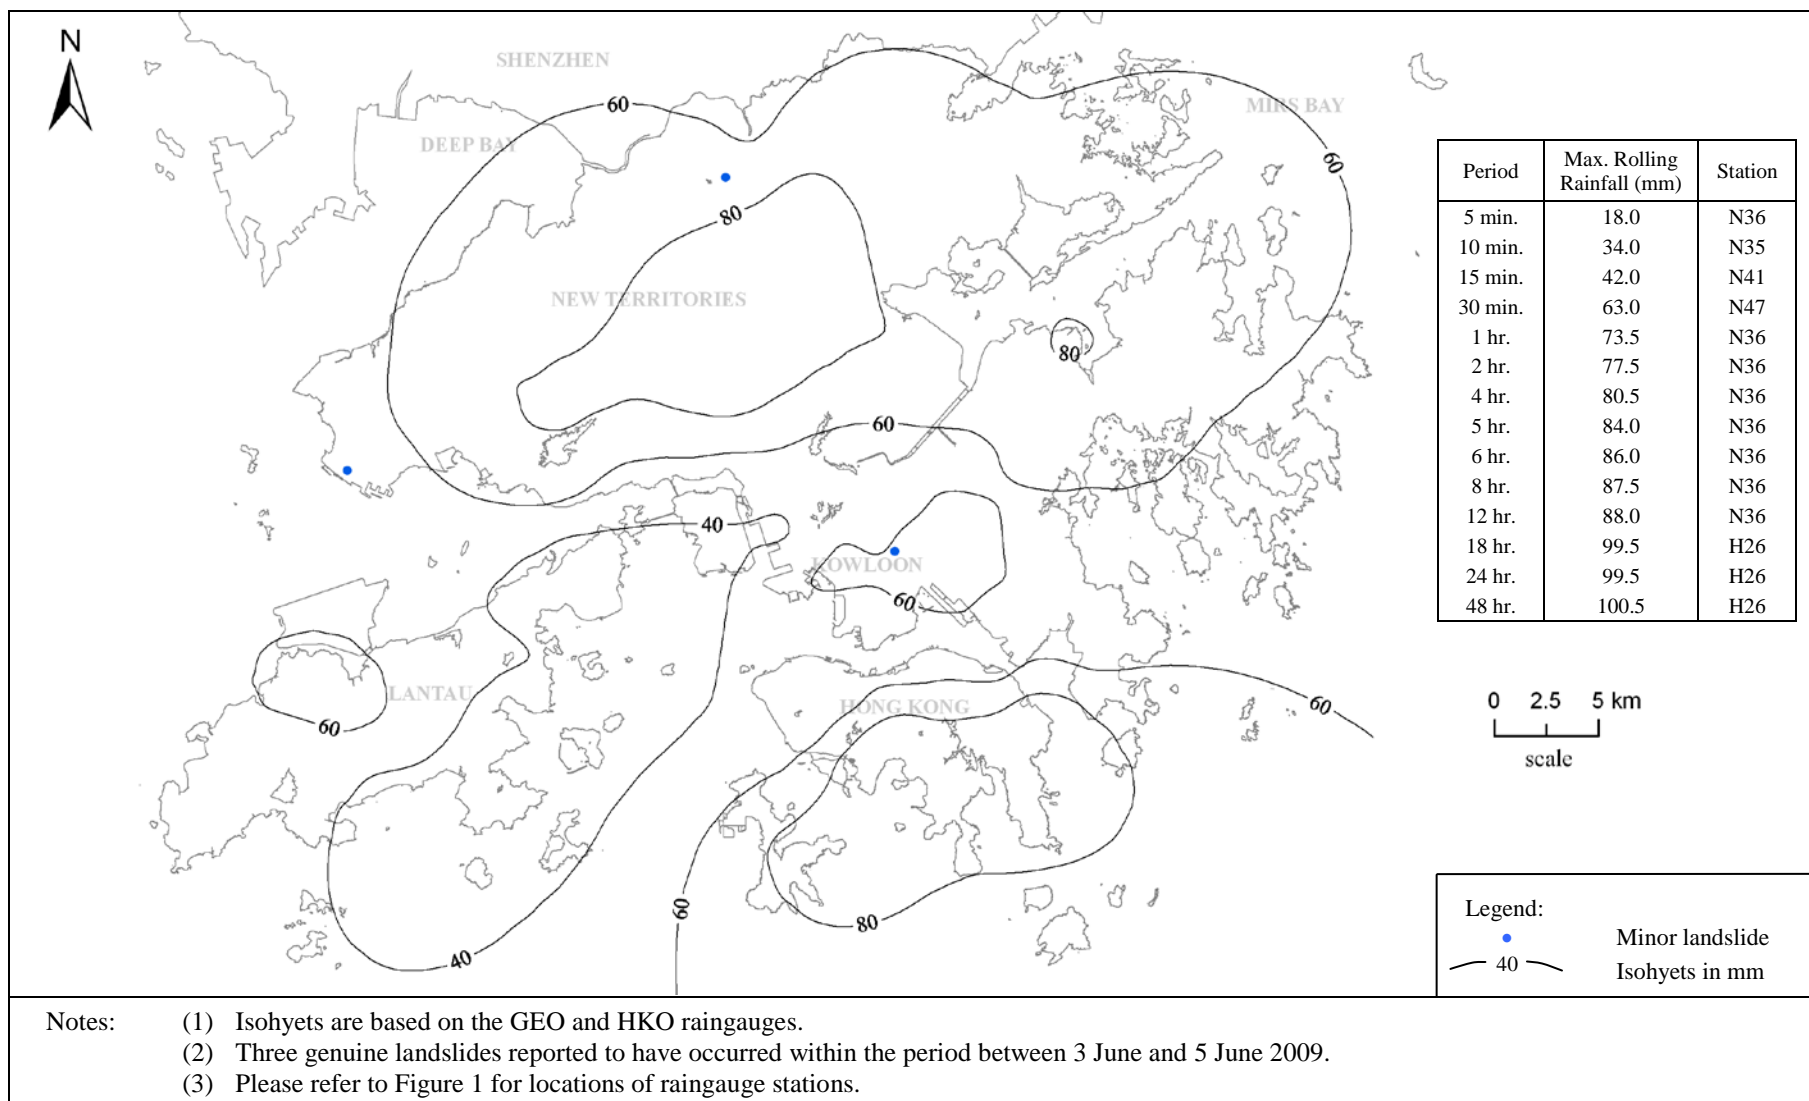 N
SHENZHEN
MIRS BAY
DEEP BAY
NEW TERRITORIES
KOWLOON
LANTAU
HONG KONG
60
60
80
80
60
40
60
60
60
80
60
40
Period Max. Rolling Rainfall (mm) Station
5 min. 18.0 N36
10 min. 34.0 N35
15 min. 42.0 N41
30 min. 63.0 N47
1 hr. 73.5 N36
2 hr. 77.5 N36
4 hr. 80.5 N36
5 hr. 84.0 N36
6 hr. 86.0 N36
8 hr. 87.5 N36
12 hr. 88.0 N36
18 hr. 99.5 H26
24 hr. 99.5 H26
48 hr. 100.5 H26
0 2.5 5 km
scale
Legend:
Minor landslide
40 Isohyets in mm
Notes: (1) Isohyets are based on the GEO and HKO raingauges.
(2) Three genuine landslides reported to have occurred within the period between 3 June and 5 June 2009.
(3) Please refer to Figure 1 for locations of raingauge stations.